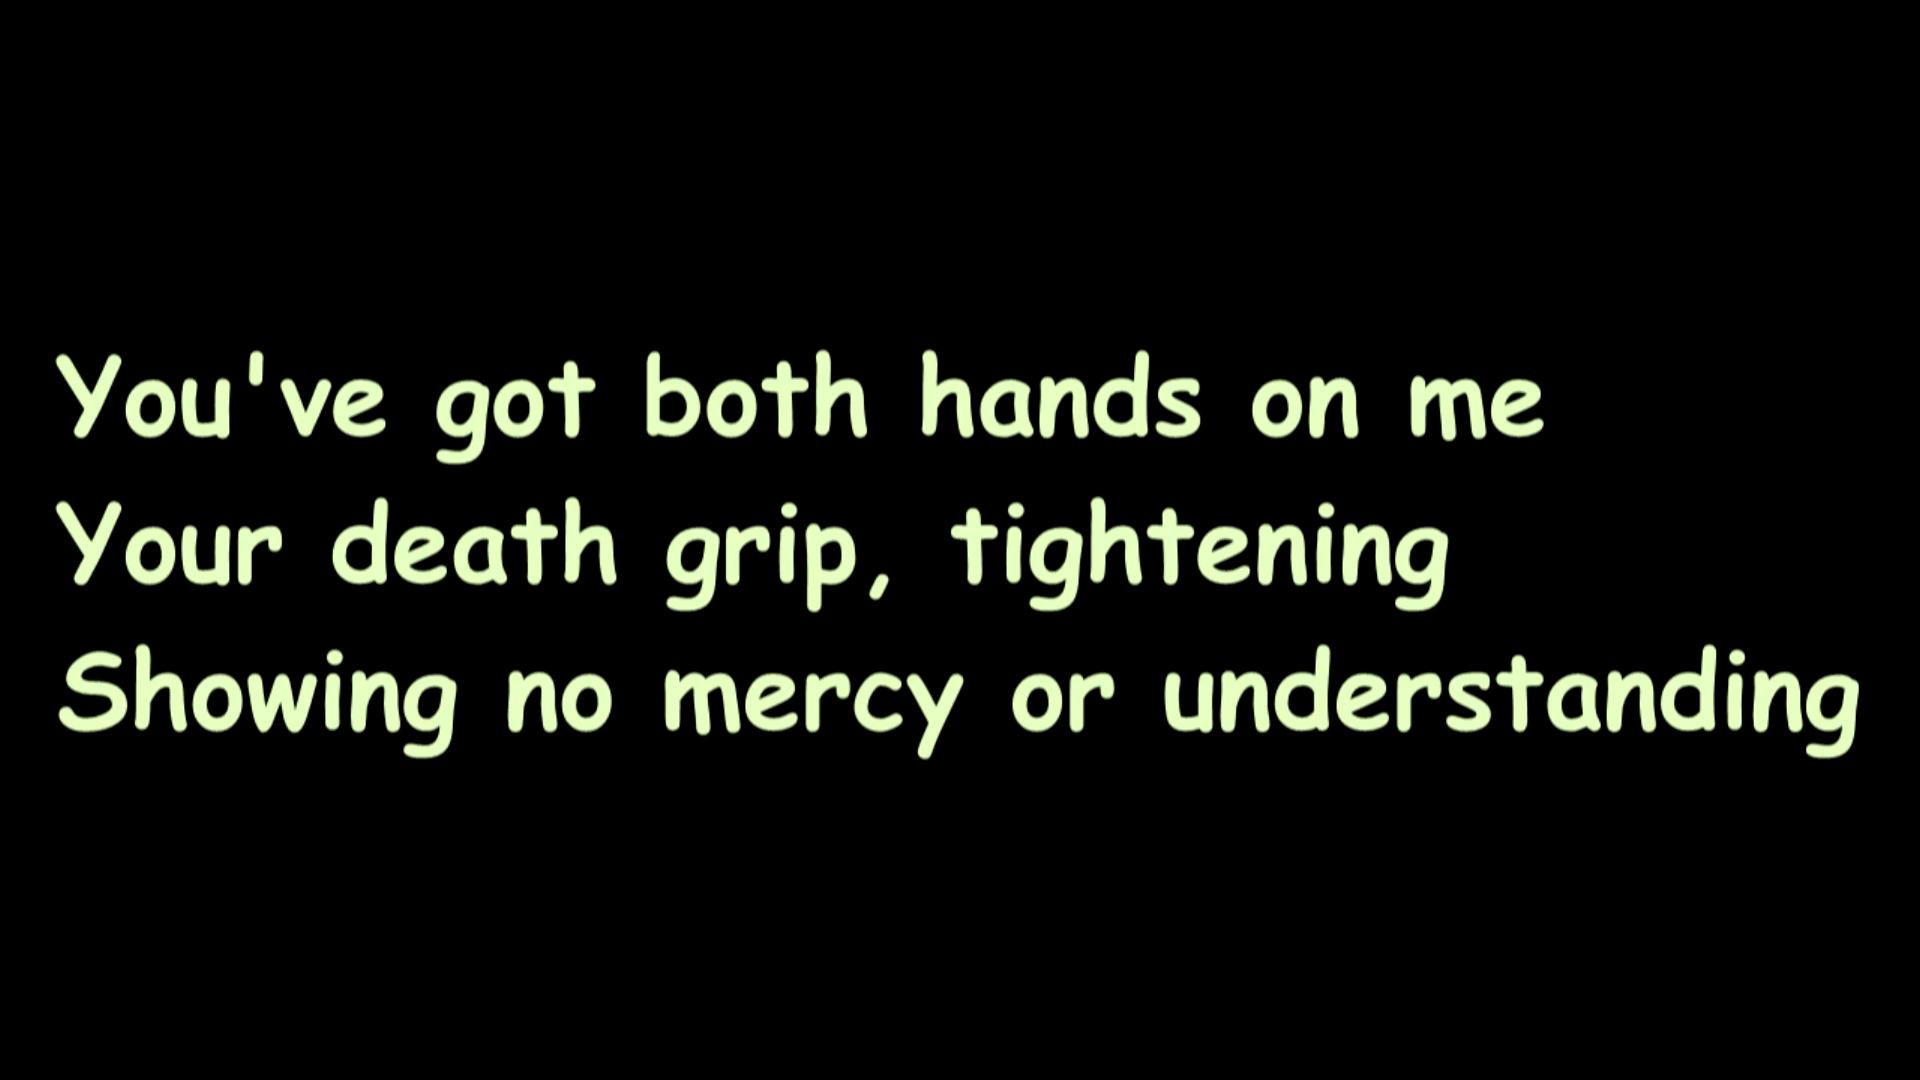 You've got both hands on me
Your death grip, tightening
Showing no mercy or understanding